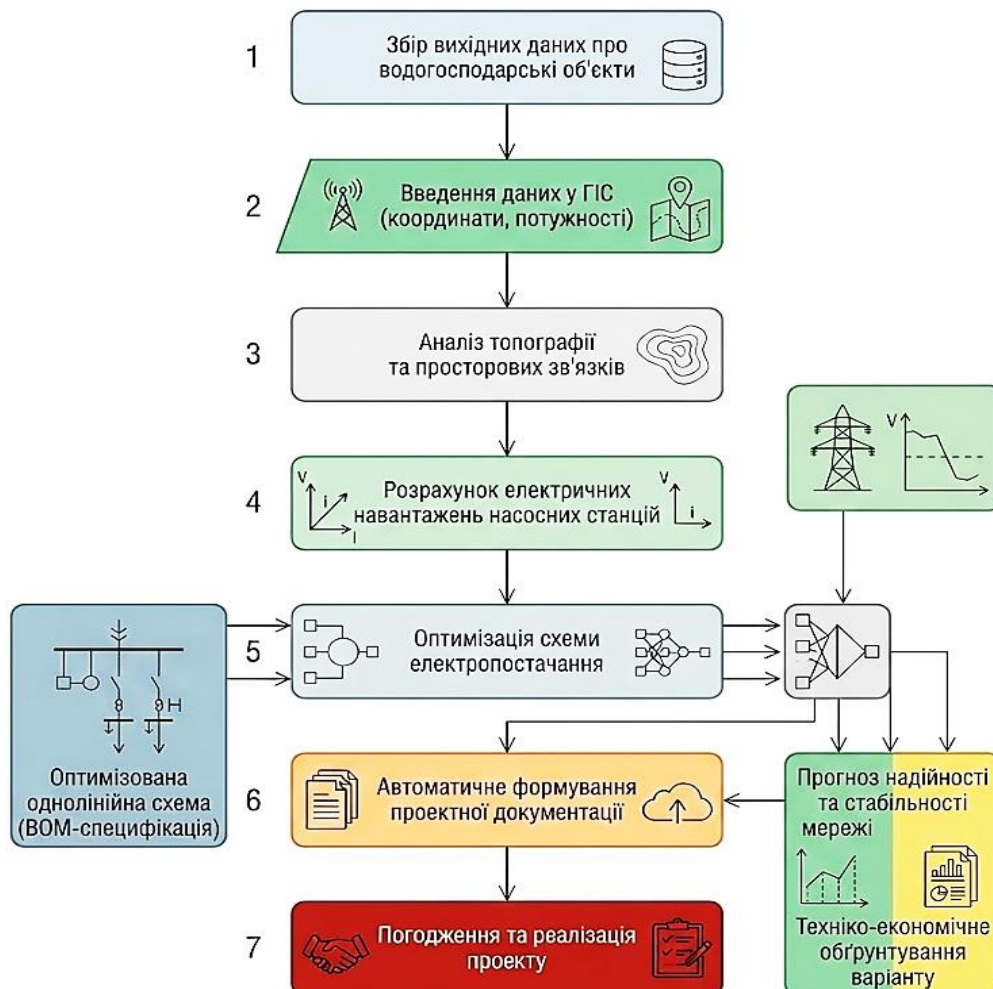 1
Збір вихідних даних про
водогосподарські об'єкти
2
Введення даних у ГІС
(координати, потужності)
3
Аналіз топографії
та просторових зв'язків
V
4
V
i
I
Розрахунок електричних
навантажень насосних станцій
V
i
5
Оптимізація схеми
електропостачання
H
Оптимізована
однолінійна схема
(BOM-специфікація)
6
Автоматичне формування
проектної документації
Прогноз надійності
та стабільності
мережі
Техніко-економічне
обґрунтування
варіанту
7
Погодження та реалізація
проекту